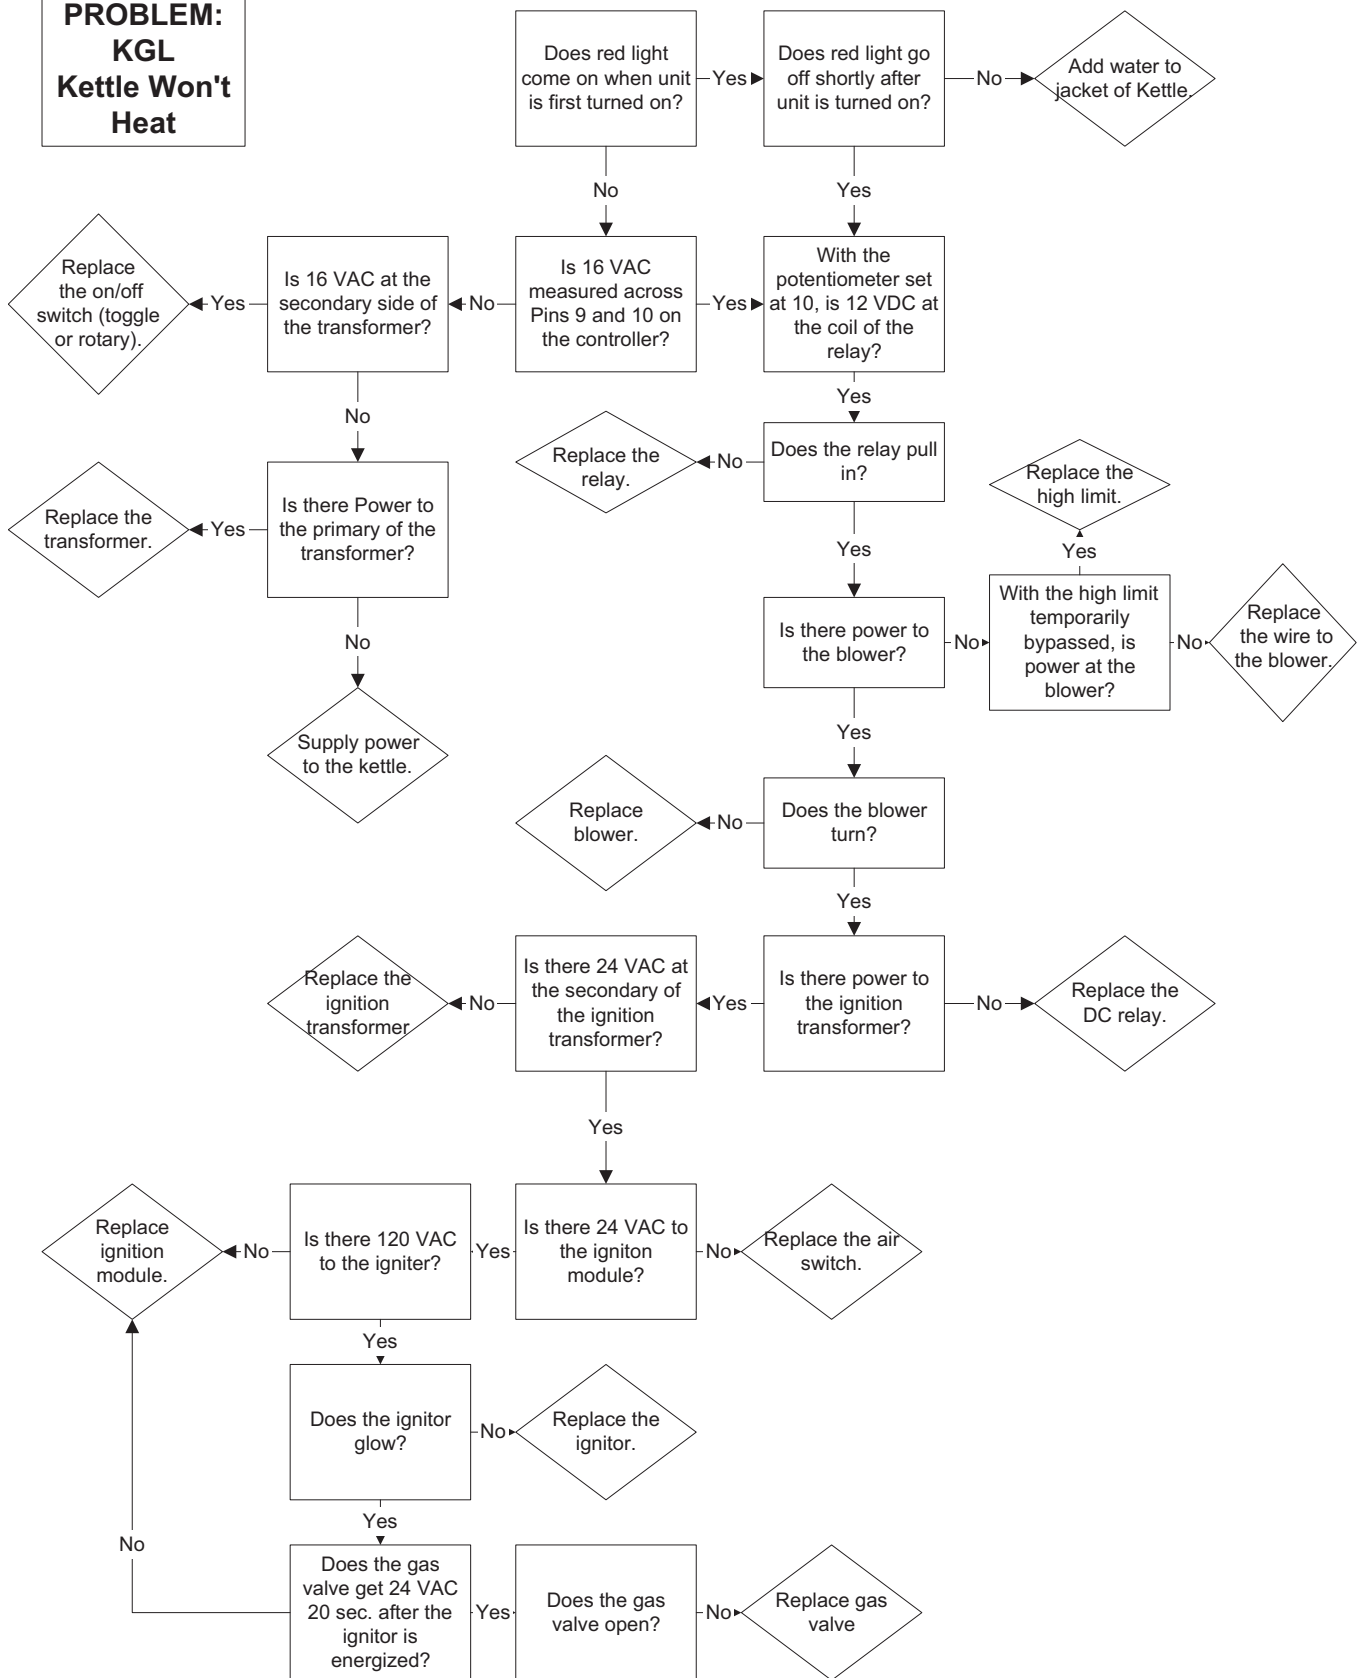 PROBLEM:
KGL
Kettle Won't
Heat
Does red light
come on when unit
is first turned on?
Yes
Does red light go
off shortly after
unit is turned on?
No
Add water to
jacket of Kettle.
No
Yes
Replace
the on/off
switch (toggle
or rotary).
Yes
Is 16 VAC at the
secondary side of
the transformer?
No
Is 16 VAC
measured across
Pins 9 and 10 on
the controller?
Yes
With the
potentiometer set
at 10, is 12 VDC at
the coil of the
relay?
No
Yes
Replace the
relay.
No
Does the relay pull
in?
Replace the
high limit.
Replace the
transformer.
Yes
Is there Power to
the primary of the
transformer?
Yes
Yes
No
Is there power to
the blower?
No
With the high limit
temporarily
bypassed, is
power at the
blower?
No
Replace
the wire to
the blower.
Supply power
to the kettle.
Yes
Replace
blower.
No
Does the blower
turn?
Yes
Replace the
ignition
transformer
No
Is there 24 VAC at
the secondary of
the ignition
transformer?
Yes
Is there power to
the ignition
transformer?
No
Replace the
DC relay.
Yes
Replace
ignition
module.
No
Is there 120 VAC
to the igniter?
Yes
Is there 24 VAC to
the igniton
module?
No
Replace the air
switch.
Yes
Does the ignitor
glow?
No
Replace the
ignitor.
Yes
No
Does the gas
valve get 24 VAC
20 sec. after the
ignitor is
energized?
Yes
Does the gas
valve open?
No
Replace gas
valve